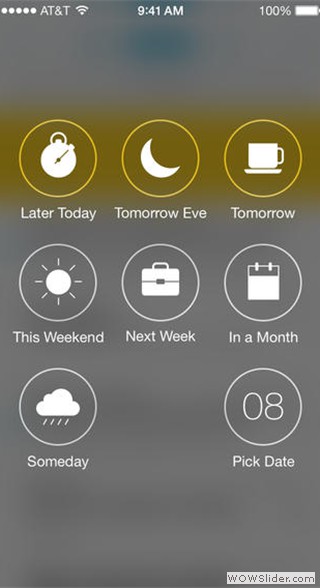 AT&T 9:41 AM 100%
Later Today Tomorrow Eve Tomorrow
This Weekend Next Week In a Month
08
Someday Pick Date
WOWSlider.com